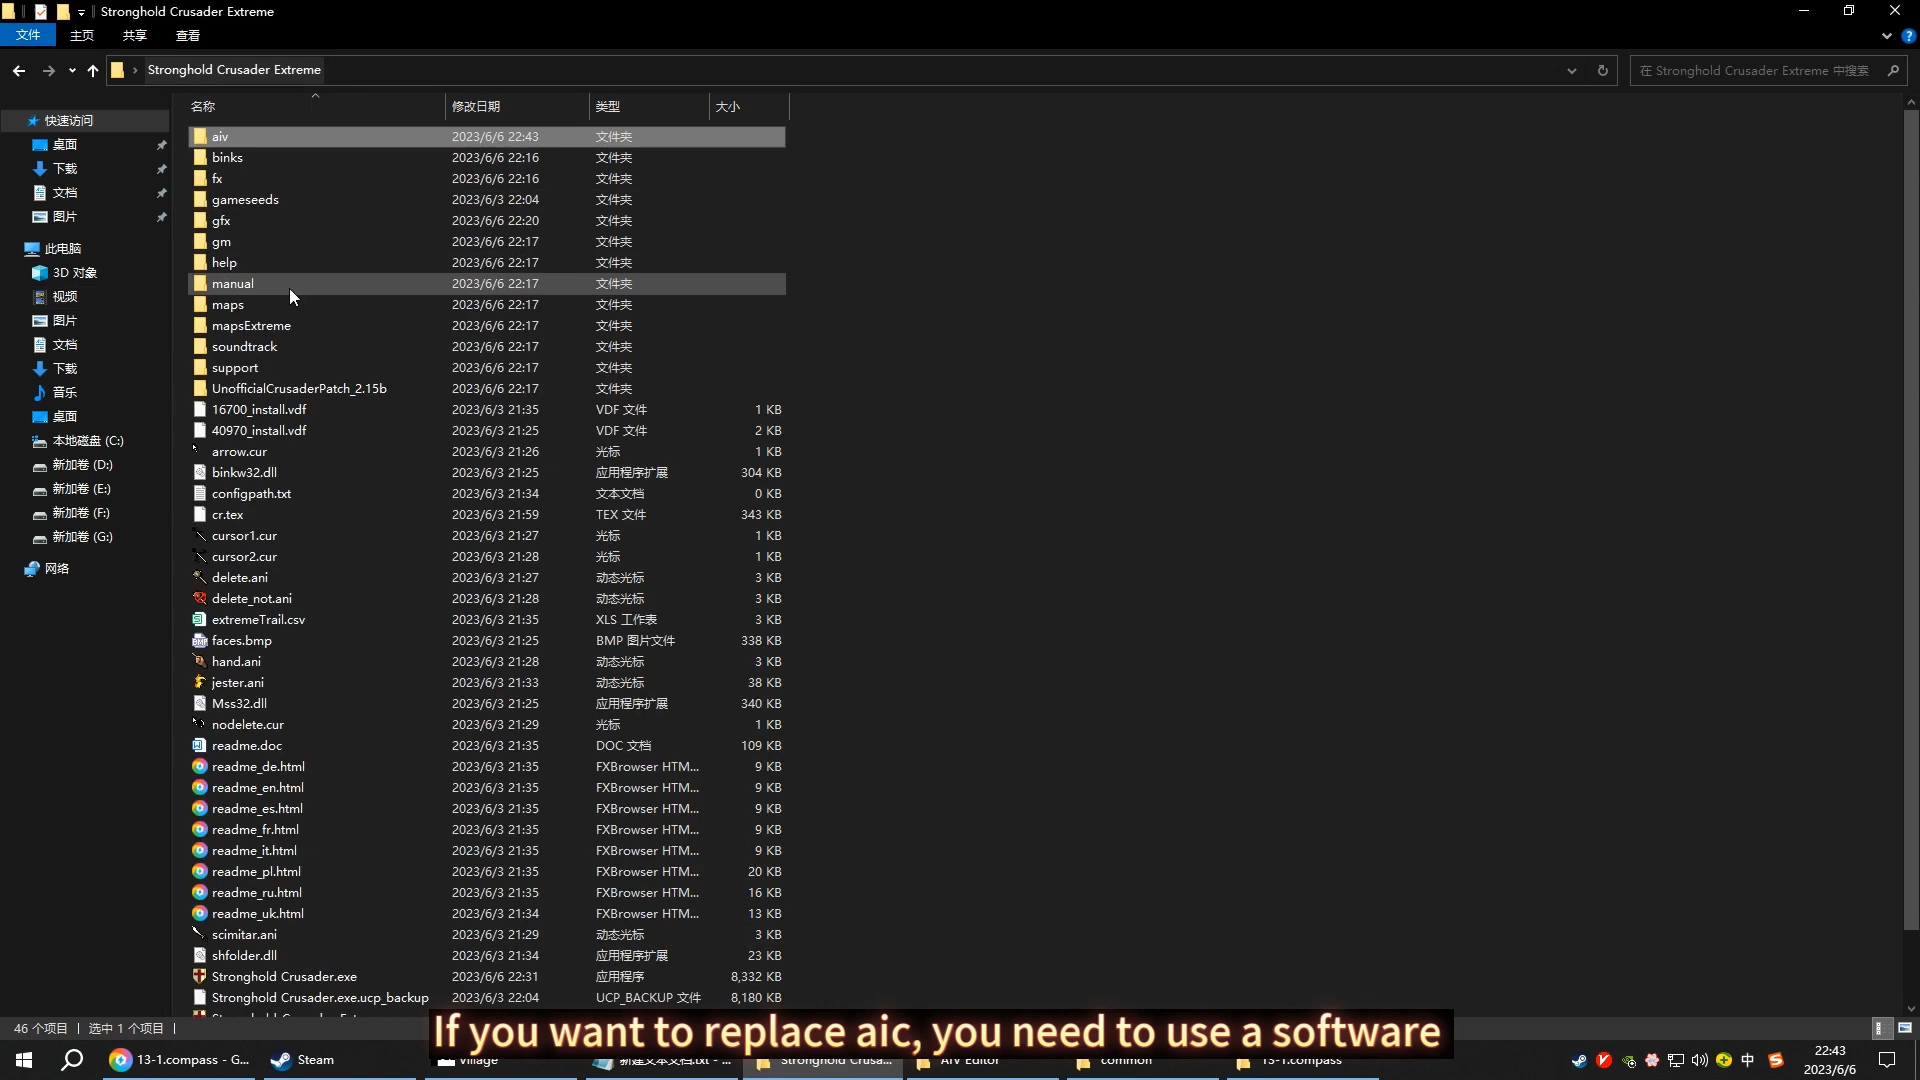 Stronghold Crusader Extreme
文件 主页 共享 查看
Stronghold Crusader Extreme
在 Stronghold Crusader Extreme 中搜索
名称 修改日期 类型 大小
快速访问
桌面
下载
文档
图片
此电脑
3D 对象
视频
图片
文档
下载
音乐
桌面
本地磁盘 (C:)
新加卷 (D:)
新加卷 (E:)
新加卷 (F:)
新加卷 (G:)
网络
aiv 2023/6/6 22:43 文件夹
binks 2023/6/6 22:16 文件夹
fx 2023/6/6 22:16 文件夹
gameseeds 2023/6/3 22:04 文件夹
gfx 2023/6/6 22:20 文件夹
gm 2023/6/6 22:17 文件夹
help 2023/6/6 22:17 文件夹
manual 2023/6/6 22:17 文件夹
maps 2023/6/6 22:17 文件夹
mapsExtreme 2023/6/6 22:17 文件夹
soundtrack 2023/6/6 22:17 文件夹
support 2023/6/6 22:17 文件夹
UnofficialCrusaderPatch_2.15b 2023/6/6 22:17 文件夹
16700_install.vdf 2023/6/3 21:35 VDF 文件 1 KB
40970_install.vdf 2023/6/3 21:25 VDF 文件 2 KB
arrow.cur 2023/6/3 21:26 光标 1 KB
binkw32.dll 2023/6/3 21:25 应用程序扩展 304 KB
configpath.txt 2023/6/3 21:34 文本文档 0 KB
cr.tex 2023/6/3 21:59 TEX 文件 343 KB
cursor1.cur 2023/6/3 21:27 光标 1 KB
cursor2.cur 2023/6/3 21:28 光标 1 KB
delete.ani 2023/6/3 21:27 动态光标 3 KB
delete_not.ani 2023/6/3 21:28 动态光标 3 KB
extremeTrail.csv 2023/6/3 21:35 XLS 工作表 3 KB
faces.bmp 2023/6/3 21:25 BMP 图片文件 338 KB
hand.ani 2023/6/3 21:28 动态光标 3 KB
jester.ani 2023/6/3 21:33 动态光标 38 KB
Mss32.dll 2023/6/3 21:25 应用程序扩展 340 KB
nodelete.cur 2023/6/3 21:29 光标 1 KB
readme.doc 2023/6/3 21:35 DOC 文档 109 KB
readme_de.html 2023/6/3 21:35 FXBrowser HTM... 9 KB
readme_en.html 2023/6/3 21:35 FXBrowser HTM... 9 KB
readme_es.html 2023/6/3 21:35 FXBrowser HTM... 9 KB
readme_fr.html 2023/6/3 21:35 FXBrowser HTM... 9 KB
readme_it.html 2023/6/3 21:35 FXBrowser HTM... 9 KB
readme_pl.html 2023/6/3 21:35 FXBrowser HTM... 20 KB
readme_ru.html 2023/6/3 21:35 FXBrowser HTM... 16 KB
readme_uk.html 2023/6/3 21:34 FXBrowser HTM... 13 KB
scimitar.ani 2023/6/3 21:29 动态光标 3 KB
shfolder.dll 2023/6/3 21:34 应用程序扩展 23 KB
Stronghold Crusader.exe 2023/6/6 22:31 应用程序 8,332 KB
Stronghold Crusader.exe.ucp_backup 2023/6/3 22:04 UCP_BACKUP 文件 8,180 KB
46 个项目 选中 1 个项目
If you want to replace aic, you need to use a software
13-1.compass - G... Steam Village 新建文本文档.txt - ... Stronghold Crusa... AIV Editor common 13-1.compass
中
22:43
2023/6/6